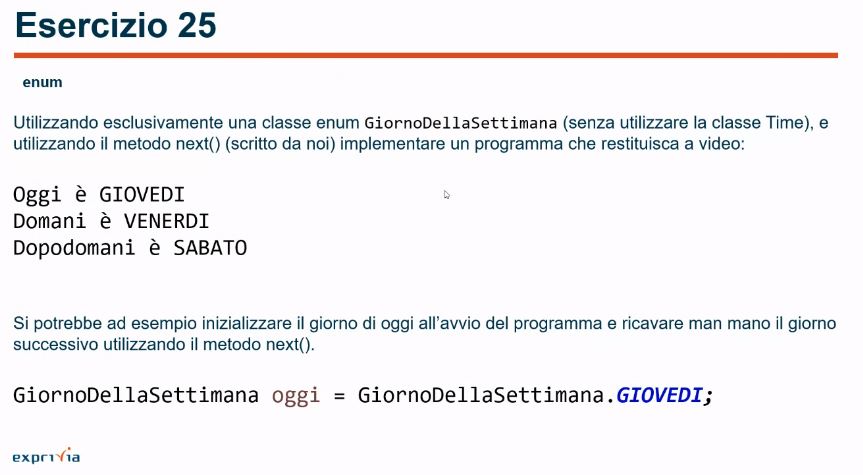 Esercizio 25
enum
Utilizzando esclusivamente una classe enum GiornoDellaSettimana (senza utilizzare la classe Time), e
utilizzando il metodo next() (scritto da noi) implementare un programma che restituisca a video:
Oggi è GIOVEDI
Domani è VENERDI
Dopodomani è SABATO
Si potrebbe ad esempio inizializzare il giorno di oggi all'avvio del programma e ricavare man mano il giorno
successivo utilizzando il metodo next().
GiornoDellaSettimana oggi = GiornoDellaSettimana.GIOVEDI;
exprivia